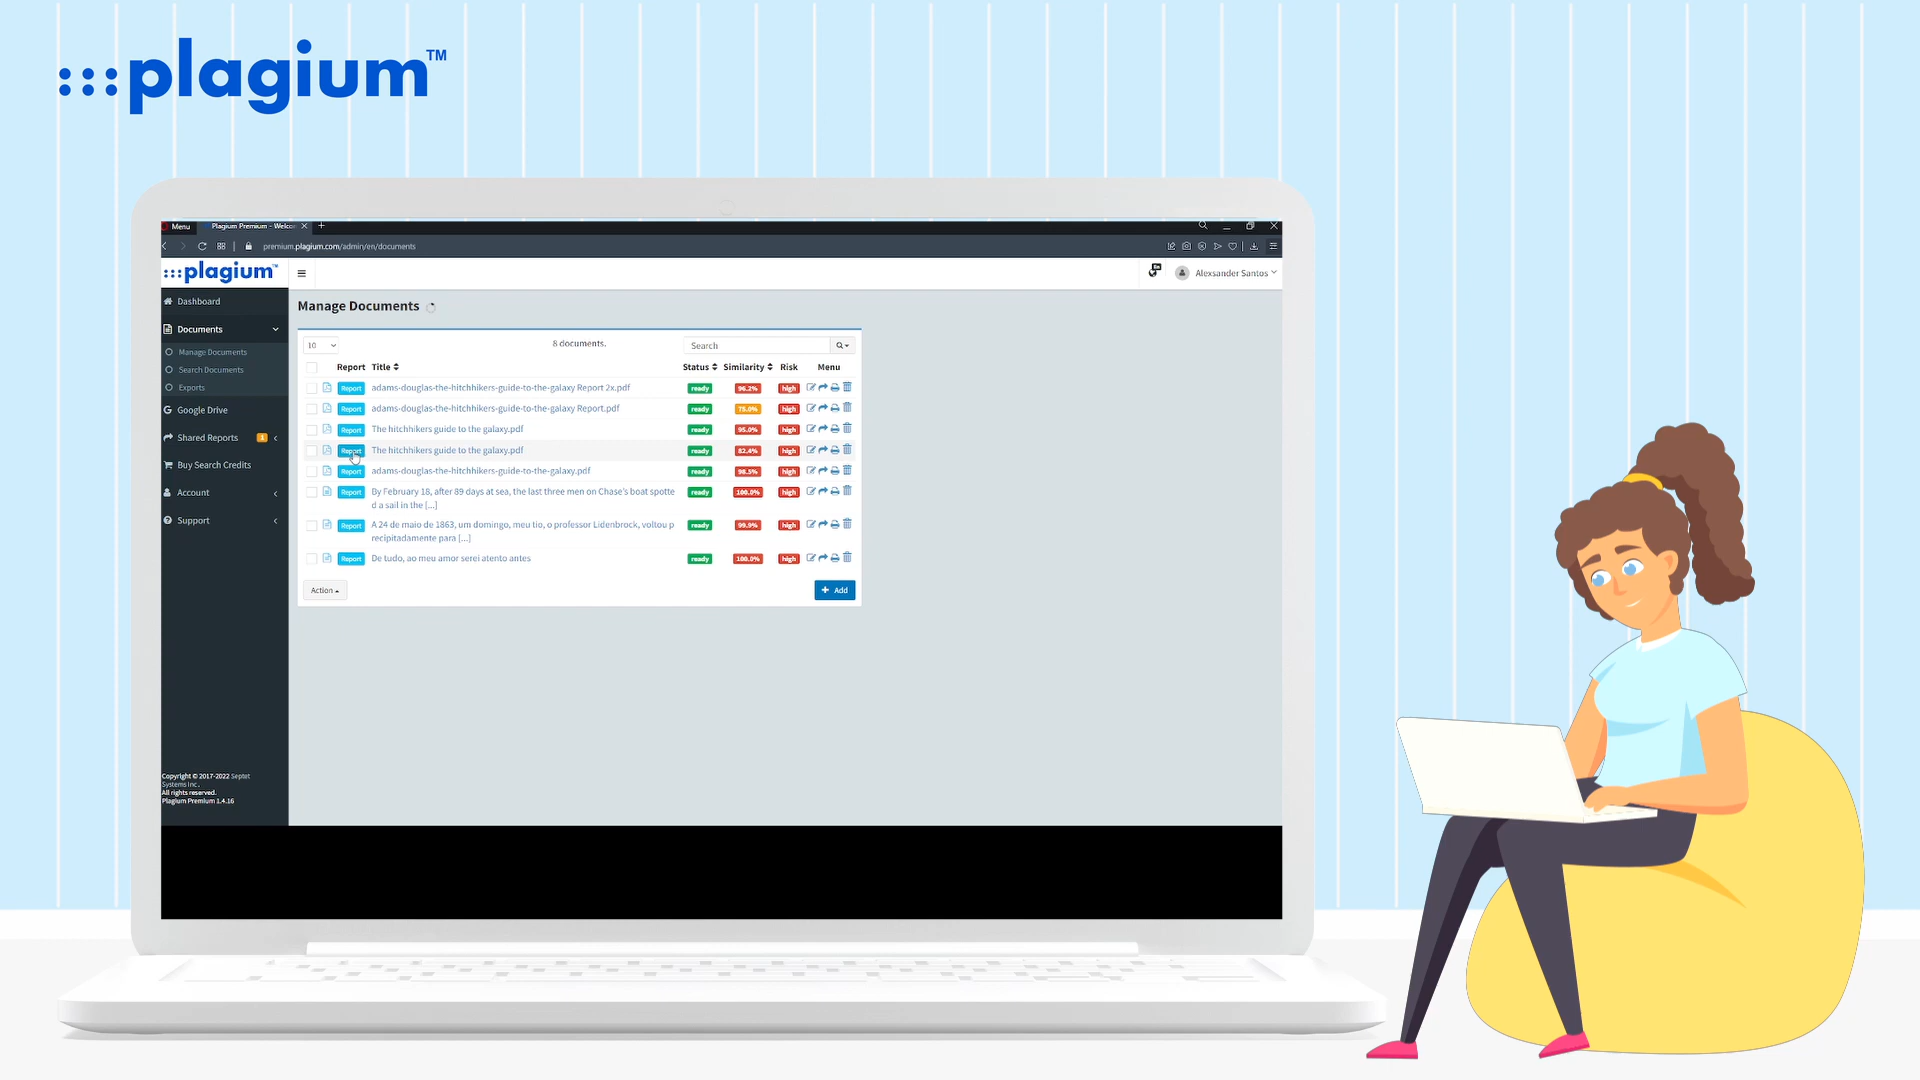 :::plagium™
Menu
Plagium Premium - Welco
premium.plagium.com/admin/en/documents
:::plagium™
Alexsander Santos
Dashboard
Documents
Manage Documents
Search Documents
Exports
Google Drive
Shared Reports 1
Buy Search Credits
Account
Support
Copyright © 2017-2022 Septet
Systems Inc.
All rights reserved.
Plagium Premium 1.4.16
Manage Documents
10 8 documents. Search
Report Title Status Similarity Risk Menu
Report adams-douglas-the-hitchhikers-guide-to-the-galaxy Report 2x.pdf ready 96.2% high
Report adams-douglas-the-hitchhikers-guide-to-the-galaxy Report.pdf ready 75.0% high
Report The hitchhikers guide to the galaxy.pdf ready 95.0% high
Report The hitchhikers guide to the galaxy.pdf ready 82.4% high
Report adams-douglas-the-hitchhikers-guide-to-the-galaxy.pdf ready 98.5% high
Report By February 18, after 89 days at sea, the last three men on Chase's boat spotte ready 100.0% high
d a sail in the [...]
Report A 24 de maio de 1863, um domingo, meu tio, o professor Lidenbrock, voltou p ready 99.9% high
recipitadamente para [...]
Report De tudo, ao meu amor serei atento antes ready 100.0% high
Action + Add